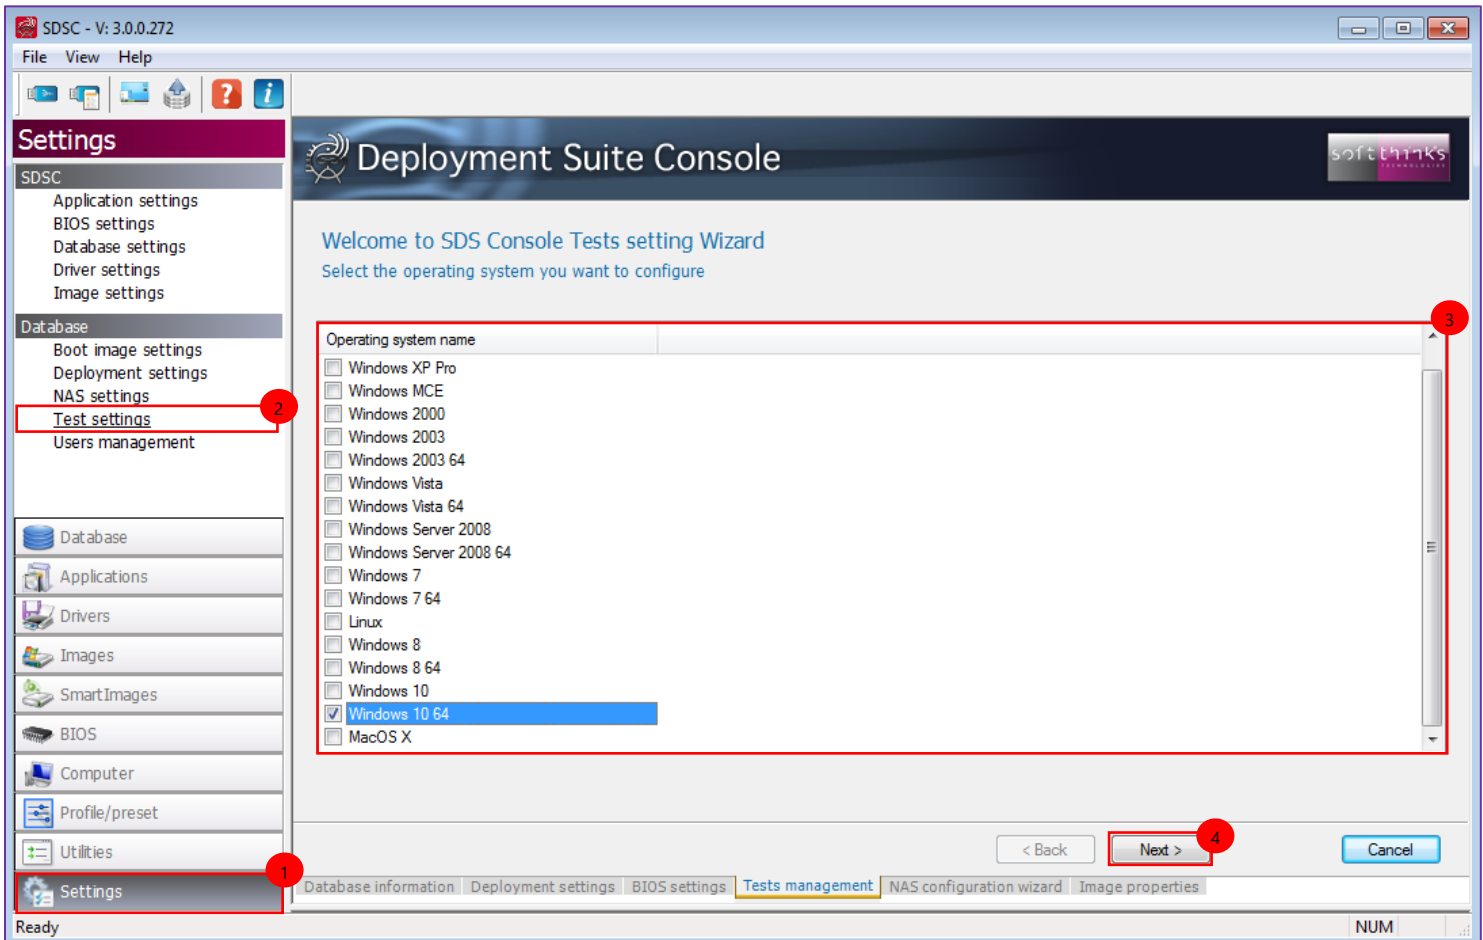 SDSC - V: 3.0.0.272
File View Help
Settings
SDSC
Application settings
BIOS settings
Database settings
Driver settings
Image settings
Database
Boot image settings
Deployment settings
NAS settings
Test settings
2
Users management
Database
Applications
Drivers
Images
SmartImages
BIOS
Computer
Profile/preset
Utilities
1
Settings
Deployment Suite Console
softthinks
TECHNOLOGIES
Welcome to SDS Console Tests setting Wizard
Select the operating system you want to configure
3
Operating system name
Windows XP Pro
Windows MCE
Windows 2000
Windows 2003
Windows 2003 64
Windows Vista
Windows Vista 64
Windows Server 2008
Windows Server 2008 64
Windows 7
Windows 7 64
Linux
Windows 8
Windows 8 64
Windows 10
Windows 10 64
MacOS X
4
< Back Next > Cancel
Database information Deployment settings BIOS settings Tests management NAS configuration wizard Image properties
Ready NUM